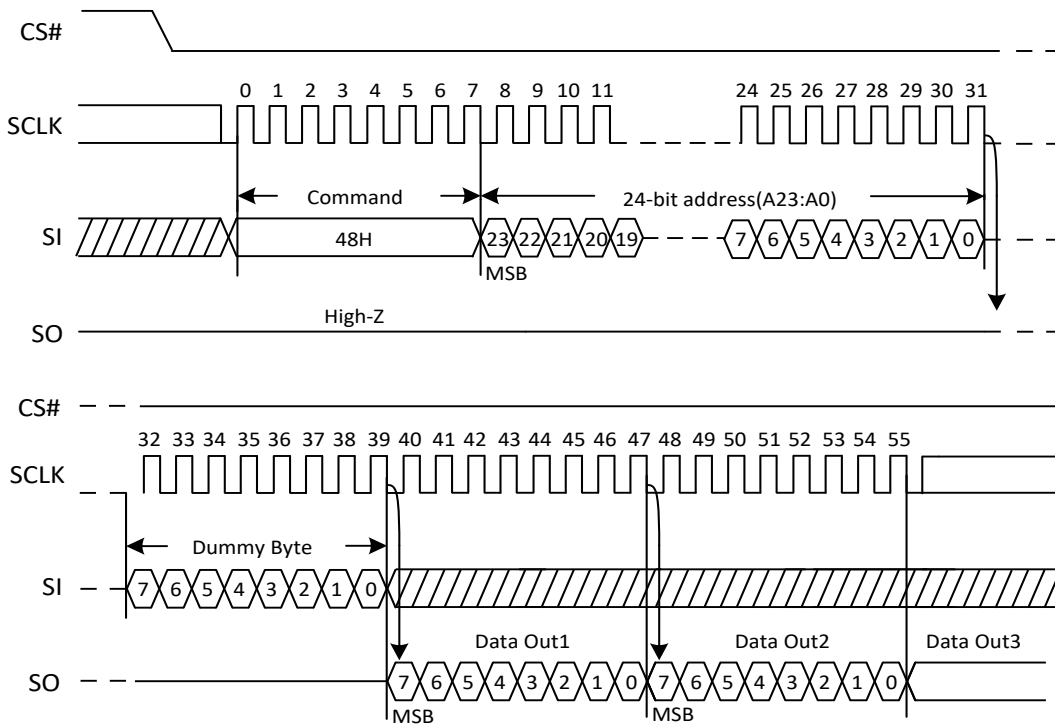 CS#
0 1 2 3 4 5 6 7 8 9 10 11 24 25 26 27 28 29 30 31
SCLK
Command 24-bit address(A23:A0)
SI 48H 23 22 21 20 19 7 6 5 4 3 2 1 0
MSB
High-Z
SO
CS#
32 33 34 35 36 37 38 39 40 41 42 43 44 45 46 47 48 49 50 51 52 53 54 55
SCLK
Dummy Byte
SI 7 6 5 4 3 2 1 0
Data Out1 Data Out2 Data Out3
SO 7 6 5 4 3 2 1 0 7 6 5 4 3 2 1 0
MSB MSB